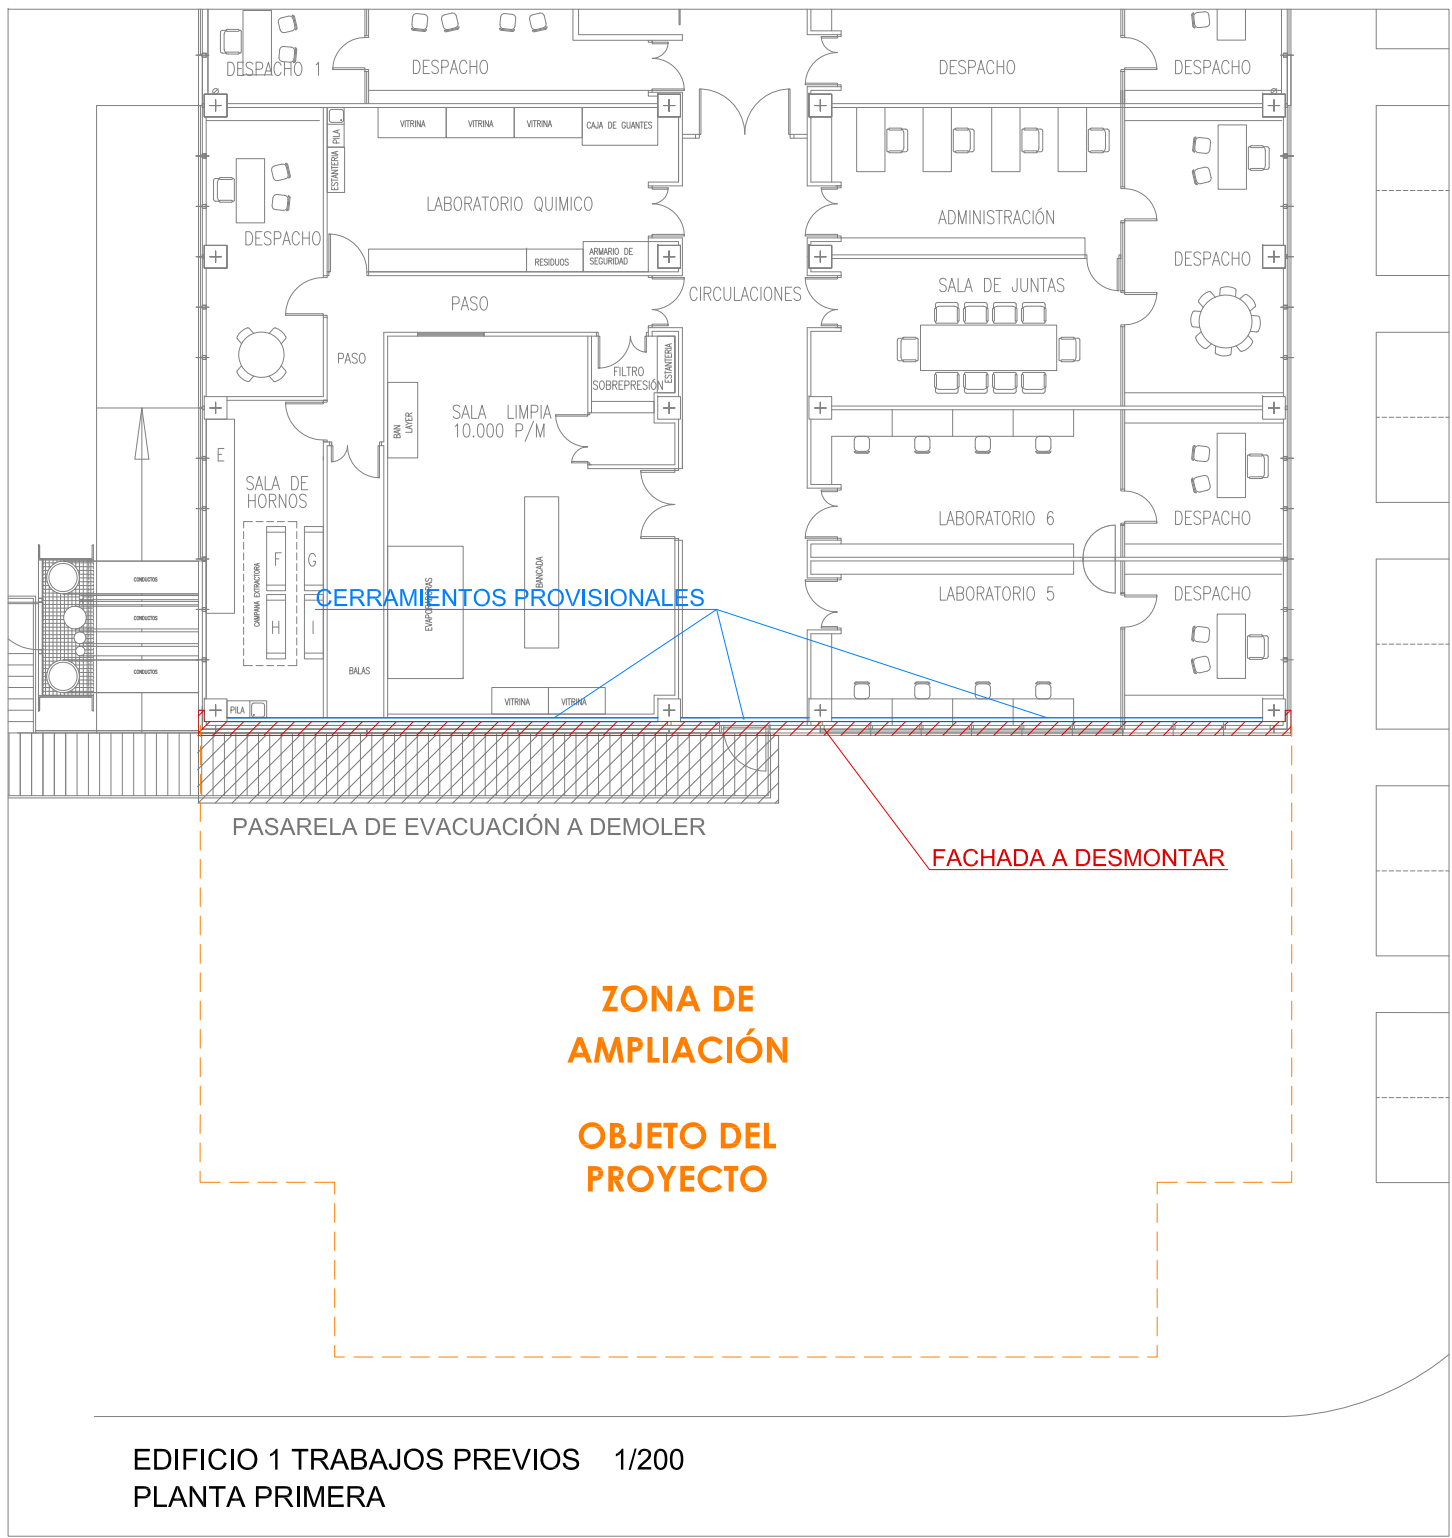 DESPACHO 1
DESPACHO
DESPACHO
DESPACHO
VITRINA
VITRINA
VITRINA
CAJA DE GUANTES
PILA
ESTANTERIA
LABORATORIO QUIMICO
ADMINISTRACIÓN
DESPACHO
RESIDUOS
ARMARIO DE
SEGURIDAD
DESPACHO
PASO
CIRCULACIONES
SALA DE JUNTAS
PASO
FILTRO
SOBREPRESIÓN
ESTANTERIA
BAN
LAYER
SALA LIMPIA
10.000 P/M
E
SALA DE
HORNOS
LABORATORIO 6
DESPACHO
F
G
H
I
CAMPANA EXTRACTORA
CONDUCTOS
CONDUCTOS
CONDUCTOS
EVAPORADORAS
BANCADA
CERRAMIENTOS PROVISIONALES
LABORATORIO 5
DESPACHO
BALAS
PILA
VITRINA
VITRINA
PASARELA DE EVACUACIÓN A DEMOLER
FACHADA A DESMONTAR
ZONA DE
AMPLIACIÓN
OBJETO DEL
PROYECTO
EDIFICIO 1 TRABAJOS PREVIOS 1/200
PLANTA PRIMERA